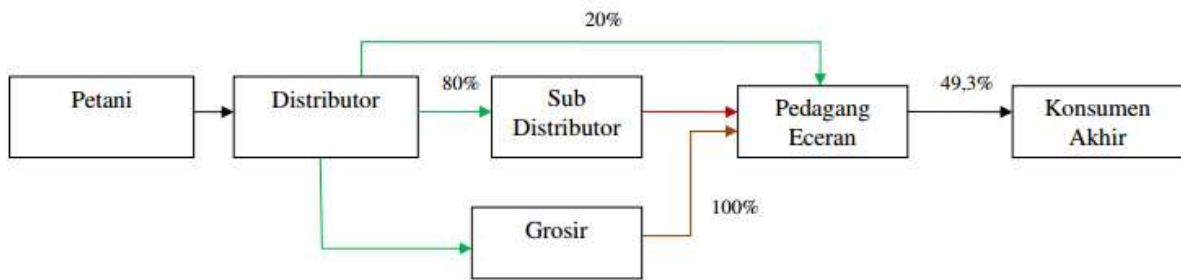 20%
Petani
Distributor
80%
Sub
Distributor
Pedagang
Eceran
49,3%
Konsumen
Akhir
Grosir
100%